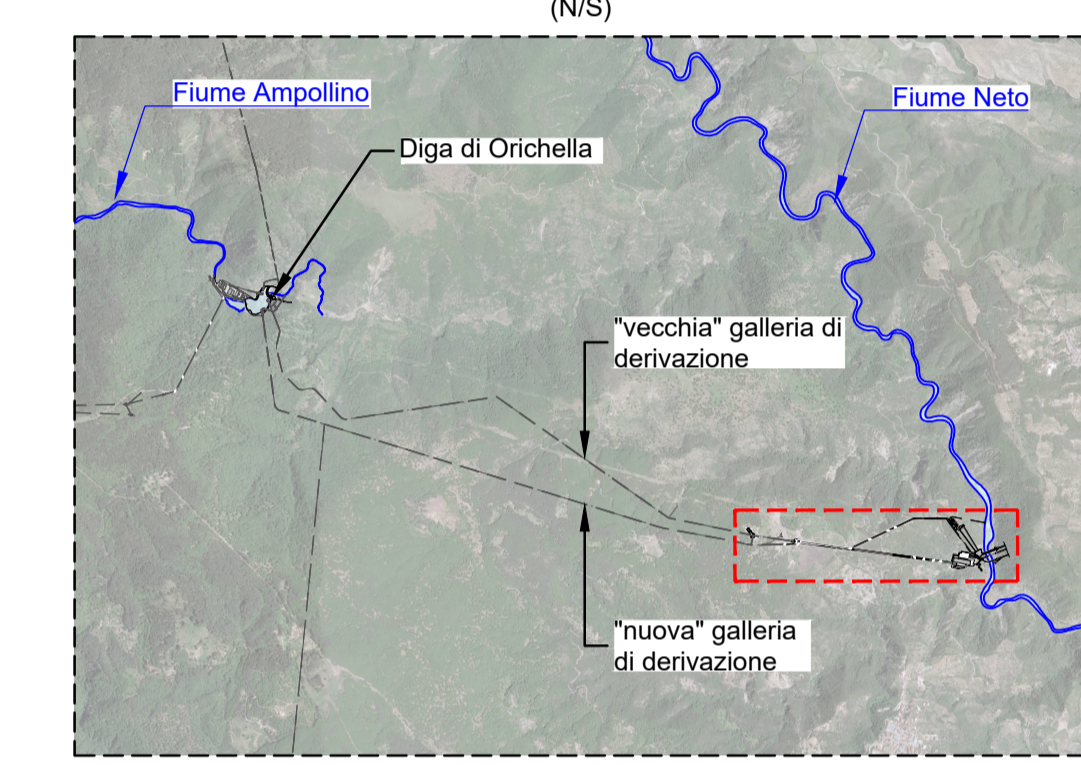 (N/S)
Fiume Ampollino
Fiume Neto
Diga di Orichella
"vecchia" galleria di
derivazione
"nuova" galleria
di derivazione